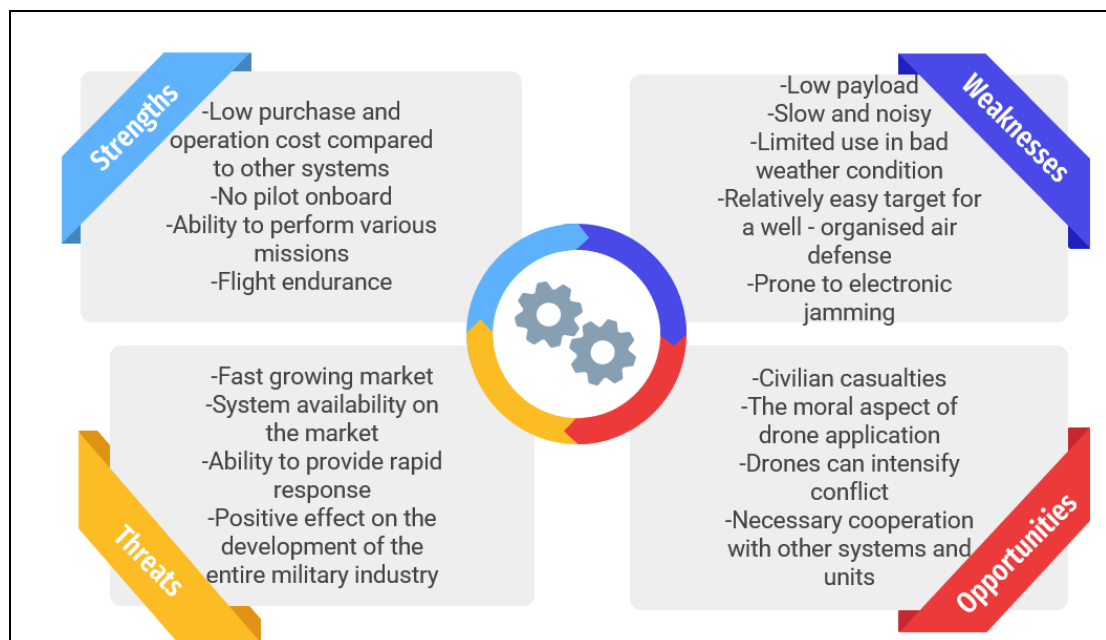 Strengths
-Low purchase and
operation cost compared
to other systems
-No pilot onboard
-Ability to perform various
missions
-Flight endurance
Weaknesses
-Low payload
-Slow and noisy
-Limited use in bad
weather condition
-Relatively easy target for
a well - organised air
defense
-Prone to electronic
jamming
Threats
-Fast growing market
-System availability on
the market
-Ability to provide rapid
response
-Positive effect on the
development of the
entire military industry
Opportunities
-Civilian casualties
-The moral aspect of
drone application
-Drones can intensify
conflict
-Necessary cooperation
with other systems and
units